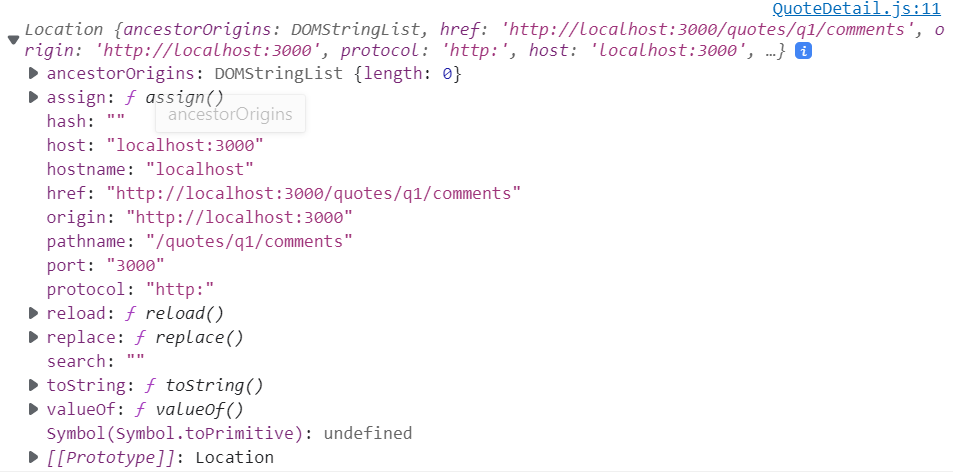 QuoteDetail.js:11
Location {ancestorOrigins: DOMStringList, href: 'http://localhost:3000/quotes/q1/comments', o
rigin: 'http://localhost:3000', protocol: 'http:', host: 'localhost:3000', …} i
ancestorOrigins: DOMStringList {length: 0}
assign: ƒ assign()
ancestorOrigins
hash: ""
host: "localhost:3000"
hostname: "localhost"
href: "http://localhost:3000/quotes/q1/comments"
origin: "http://localhost:3000"
pathname: "/quotes/q1/comments"
port: "3000"
protocol: "http:"
reload: ƒ reload()
replace: ƒ replace()
search: ""
toString: ƒ toString()
valueOf: ƒ valueOf()
Symbol(Symbol.toPrimitive): undefined
[[Prototype]]: Location